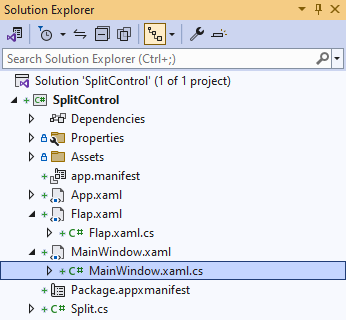 Solution Explorer
Search Solution Explorer (Ctrl+;)
Solution 'SplitControl' (1 of 1 project)
SplitControl
Dependencies
Properties
Assets
app.manifest
App.xaml
Flap.xaml
Flap.xaml.cs
MainWindow.xaml
MainWindow.xaml.cs
Package.appxmanifest
Split.cs